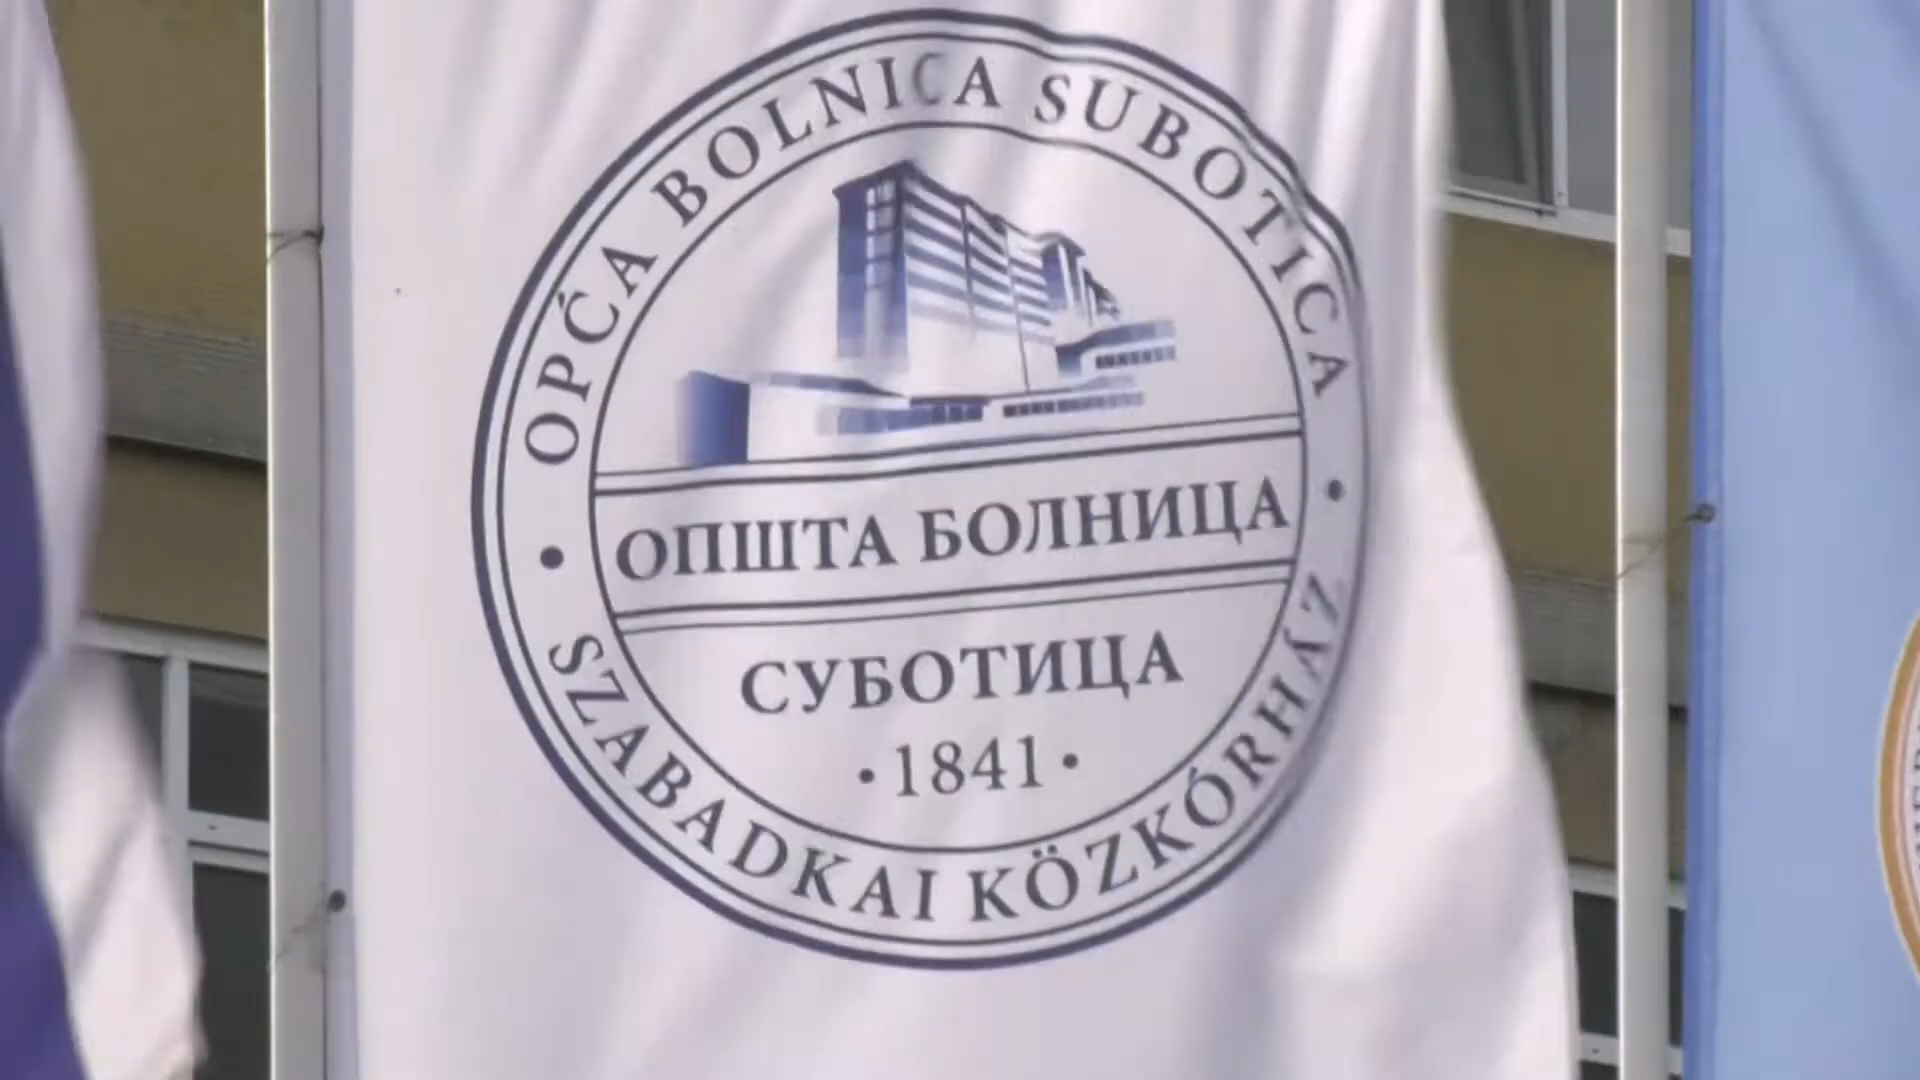 OPĆA BOLNICA SUBOTICA
ОПШТА БОЛНИЦА
СУБОТИЦА
• 1841 •
SZABADKAI KÖZKÓRHÁZ